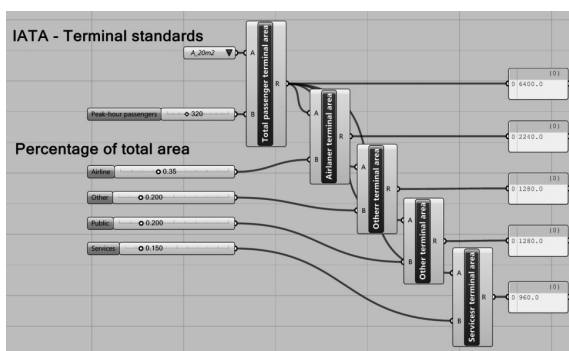 IATA - Terminal standards
A_20m2
A
B
R
Total passenger terminal area
{0}
0 6400.0
Peak-hour passengers
320
A
B
R
Airlaner terminal area
{0}
0 2240.0
Percentage of total area
Airline
0.35
A
B
R
Otherr terminal area
{0}
0 1280.0
Other
0.200
Public
0.200
A
B
R
Other terminal area
{0}
0 1280.0
Services
0.150
A
B
R
Servicesr terminal area
{0}
0 960.0